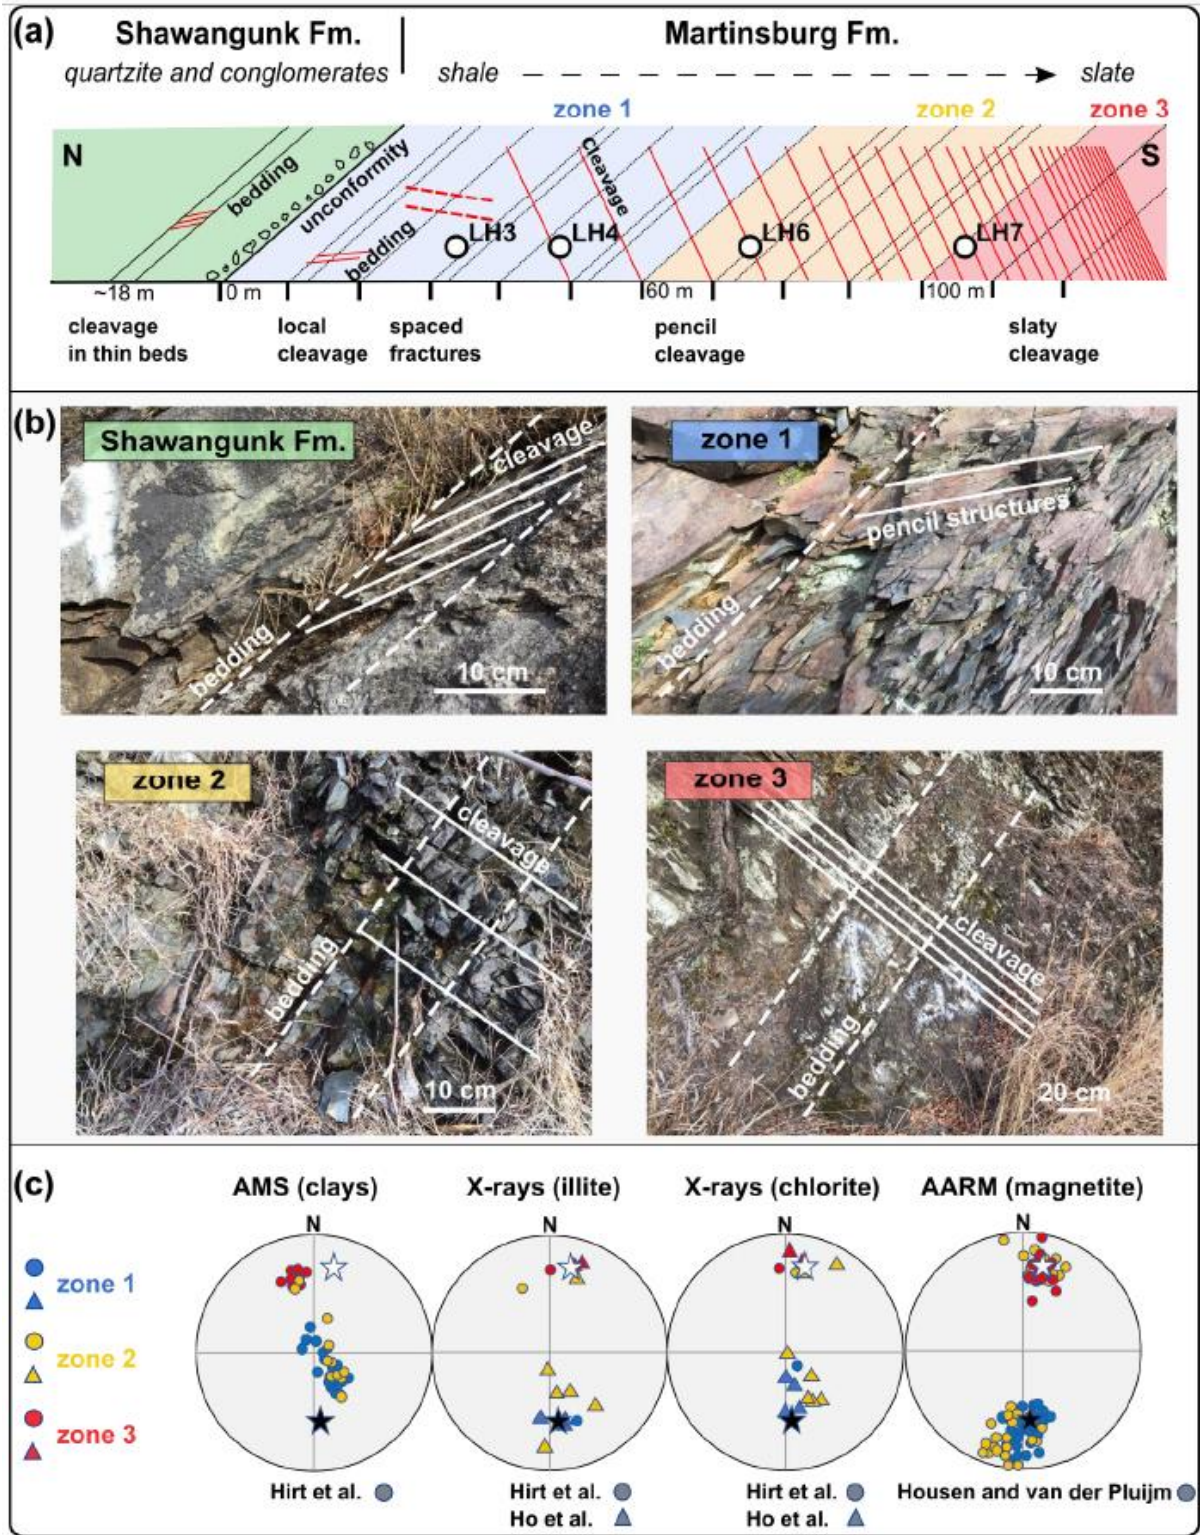 (a)
Shawangunk Fm.
Martinsburg Fm.
quartzite and conglomerates
shale
slate
zone 1
zone 2
zone 3
N
S
bedding
unconformity
bedding
Cleavage
LH3
LH4
LH6
LH7
~18 m
0 m
60 m
100 m
cleavage
in thin beds
local
cleavage
spaced
fractures
pencil
cleavage
slaty
cleavage
(b)
Shawangunk Fm.
cleavage
bedding
10 cm
zone 1
pencil structures
bedding
10 cm
zone 2
cleavage
bedding
10 cm
zone 3
cleavage
bedding
20 cm
(c)
AMS (clays)
X-rays (illite)
X-rays (chlorite)
AARM (magnetite)
N
N
N
N
zone 1
zone 2
zone 3
Hirt et al.
Hirt et al.
Ho et al.
Hirt et al.
Ho et al.
Housen and van der Pluijm